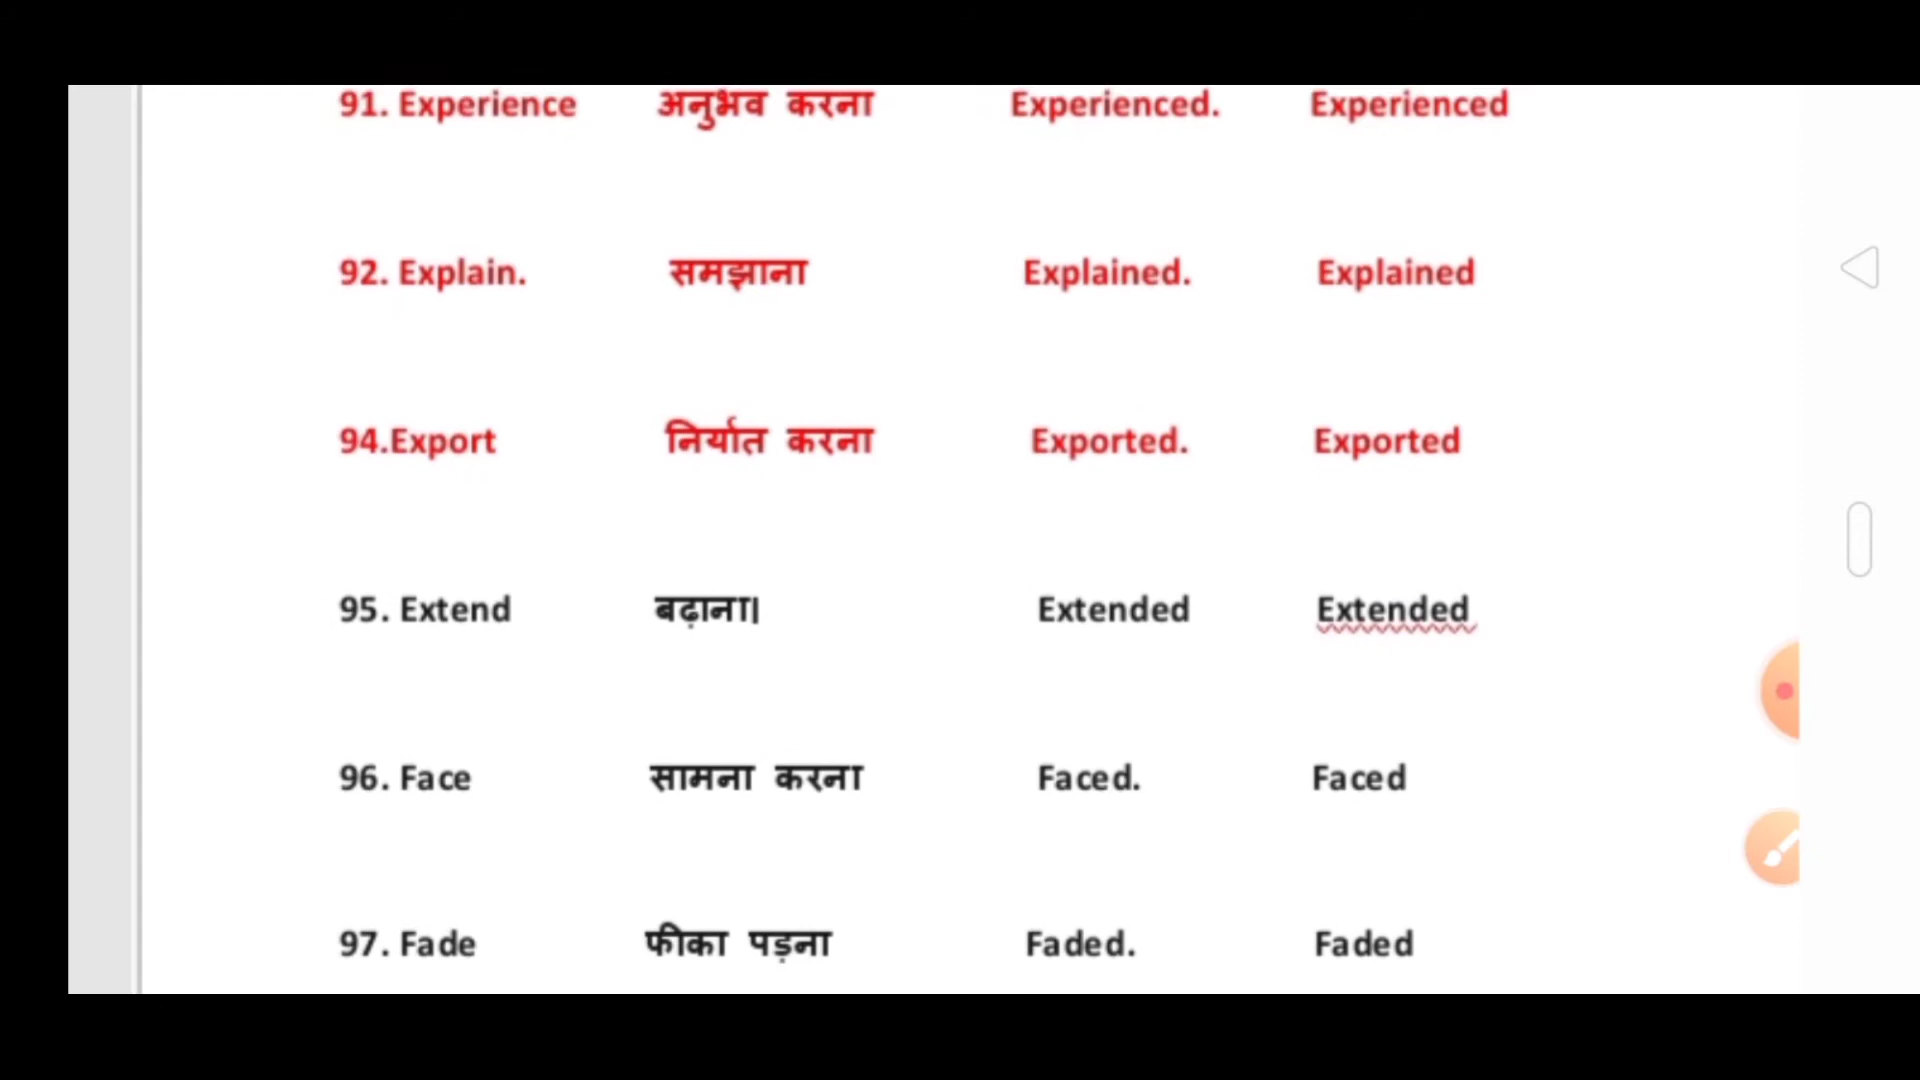 91. Experience अनुभव करना Experienced. Experienced
92. Explain. समझाना Explained. Explained
94.Export निर्यात करना Exported. Exported
95. Extend बढ़ाना। Extended Extended
96. Face सामना करना Faced. Faced
97. Fade फीका पड़ना Faded. Faded